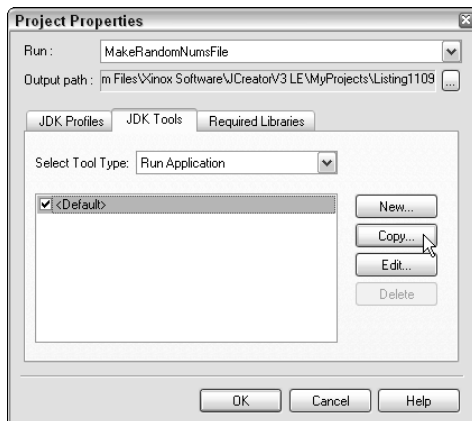 Project Properties
Run : MakeRandomNumsFile
Output path : m Files\Xinox Software\JCreatorV3 LE\MyProjects\Listing1109 ...
JDK Profiles JDK Tools Required Libraries
Select Tool Type: Run Application
<Default>
New...
Copy...
Edit...
Delete
OK Cancel Help